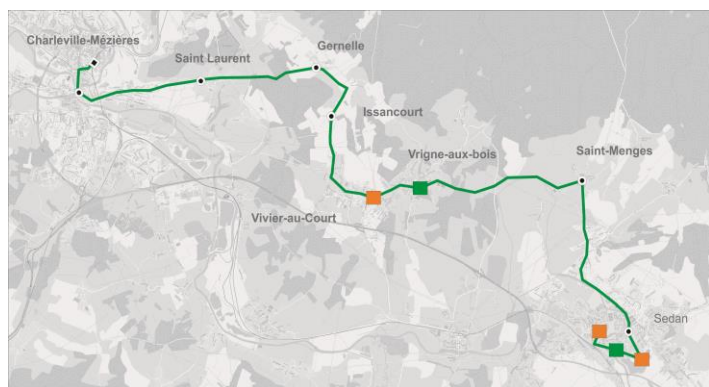 Charleville-Mézières
Gernelle
Saint Laurent
Issancourt
Vrigne-aux-bois
Saint-Menges
Vivier-au-Court
Sedan